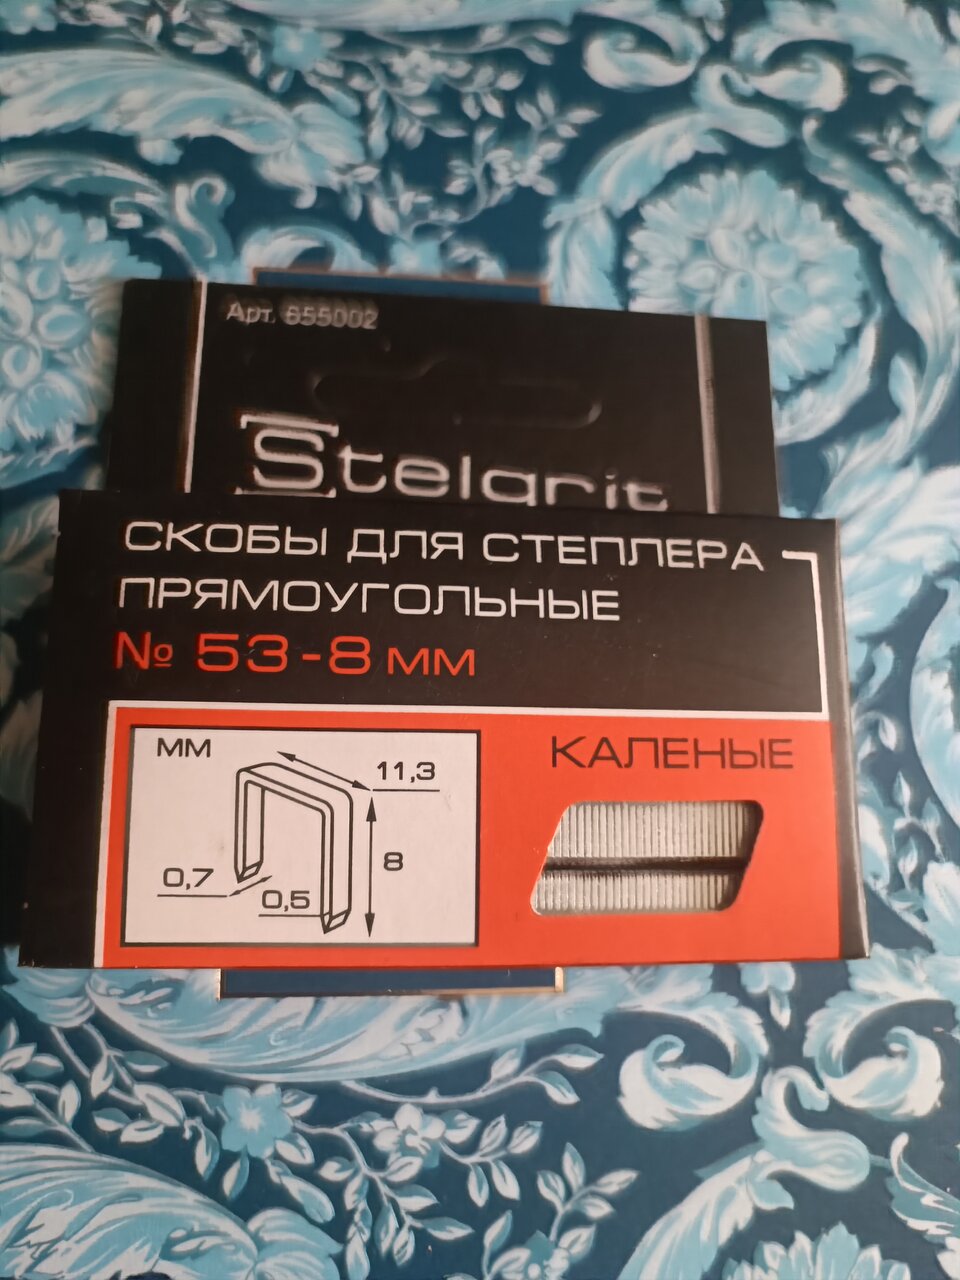 Арт. 655002
Stelgrit
СКОБЫ ДЛЯ СТЕПЛЕРА
ПРЯМОУГОЛЬНЫЕ
№ 53-8 ММ
ММ
11,3
8
0,7
0,5
КАЛЕНЫЕ